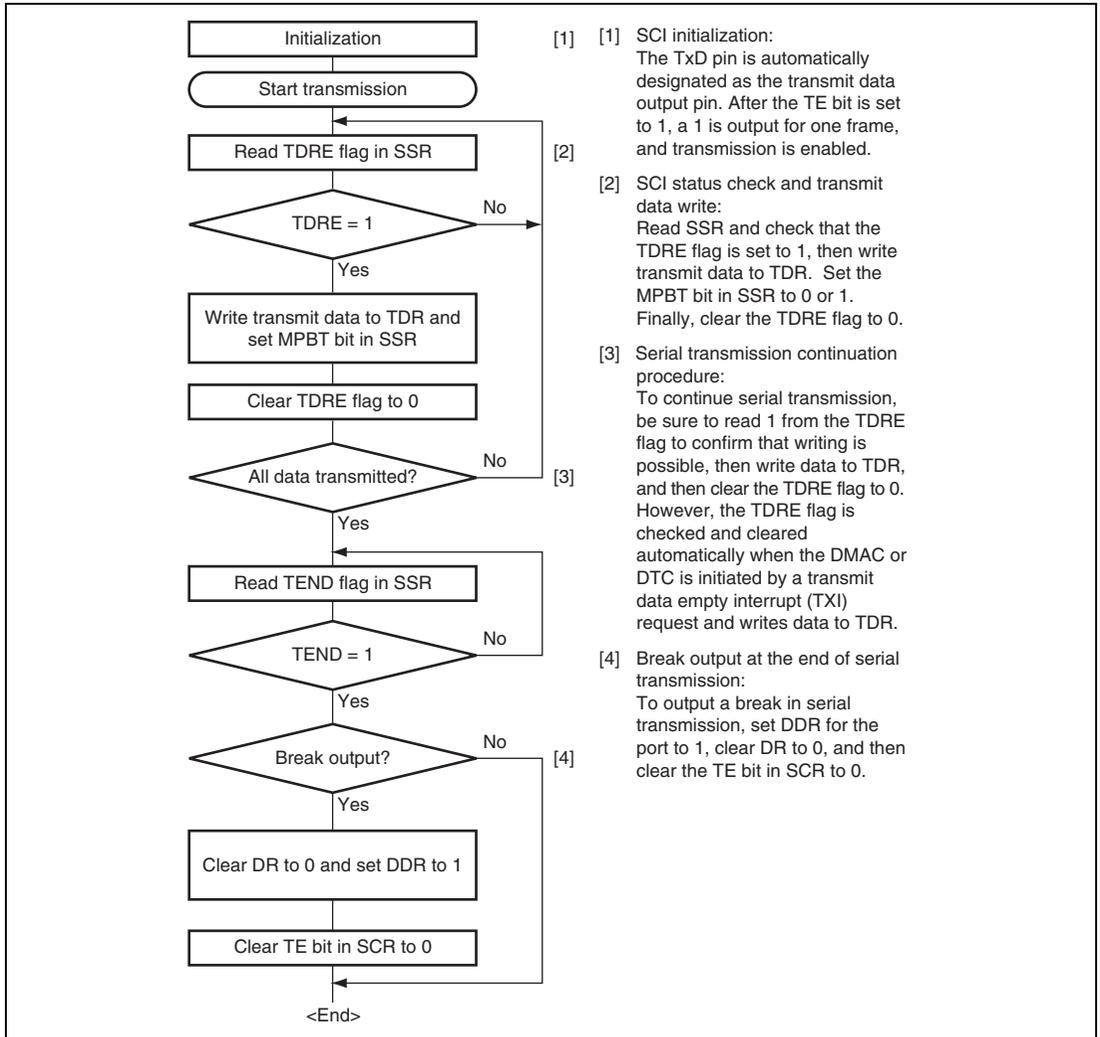 Initialization
[1]
Start transmission
Read TDRE flag in SSR
[2]
TDRE = 1
No
Yes
Write transmit data to TDR and
set MPBT bit in SSR
Clear TDRE flag to 0
All data transmitted?
No
[3]
Yes
Read TEND flag in SSR
TEND = 1
No
Yes
Break output?
No
[4]
Yes
Clear DR to 0 and set DDR to 1
Clear TE bit in SCR to 0
<End>
[1] SCI initialization:
The TxD pin is automatically
designated as the transmit data
output pin. After the TE bit is set
to 1, a 1 is output for one frame,
and transmission is enabled.
[2] SCI status check and transmit
data write:
Read SSR and check that the
TDRE flag is set to 1, then write
transmit data to TDR. Set the
MPBT bit in SSR to 0 or 1.
Finally, clear the TDRE flag to 0.
[3] Serial transmission continuation
procedure:
To continue serial transmission,
be sure to read 1 from the TDRE
flag to confirm that writing is
possible, then write data to TDR,
and then clear the TDRE flag to 0.
However, the TDRE flag is
checked and cleared
automatically when the DMAC or
DTC is initiated by a transmit
data empty interrupt (TXI)
request and writes data to TDR.
[4] Break output at the end of serial
transmission:
To output a break in serial
transmission, set DDR for the
port to 1, clear DR to 0, and then
clear the TE bit in SCR to 0.